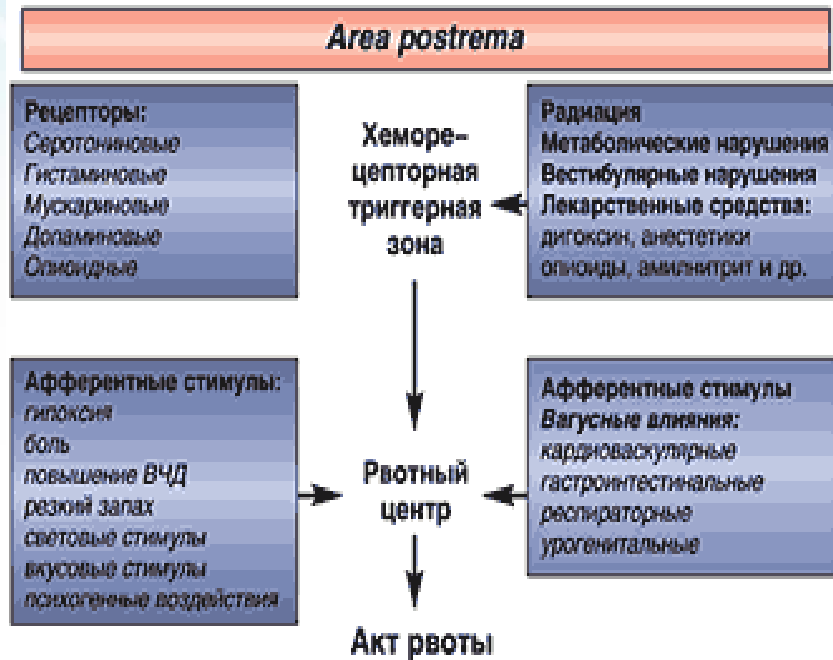 Area postrema
Рецепторы:
Серотониновые
Гистаминовые
Мускариновые
Допаминовые
Опиоидные
Хеморе–
цепторная
триггерная
зона
Радиация
Метаболические нарушения
Вестибулярные нарушения
Лекарственные средства:
дигоксин, анестетики
опиоиды, амилнитрит и др.
Афферентные стимулы:
гипоксия
боль
повышение ВЧД
резкий запах
световые стимулы
вкусовые стимулы
психогенные воздействия
Рвотный
центр
Афферентные стимулы
Вагусные влияния:
кардиоваскулярные
гастроинтестинальные
респираторные
урогенитальные
Акт рвоты